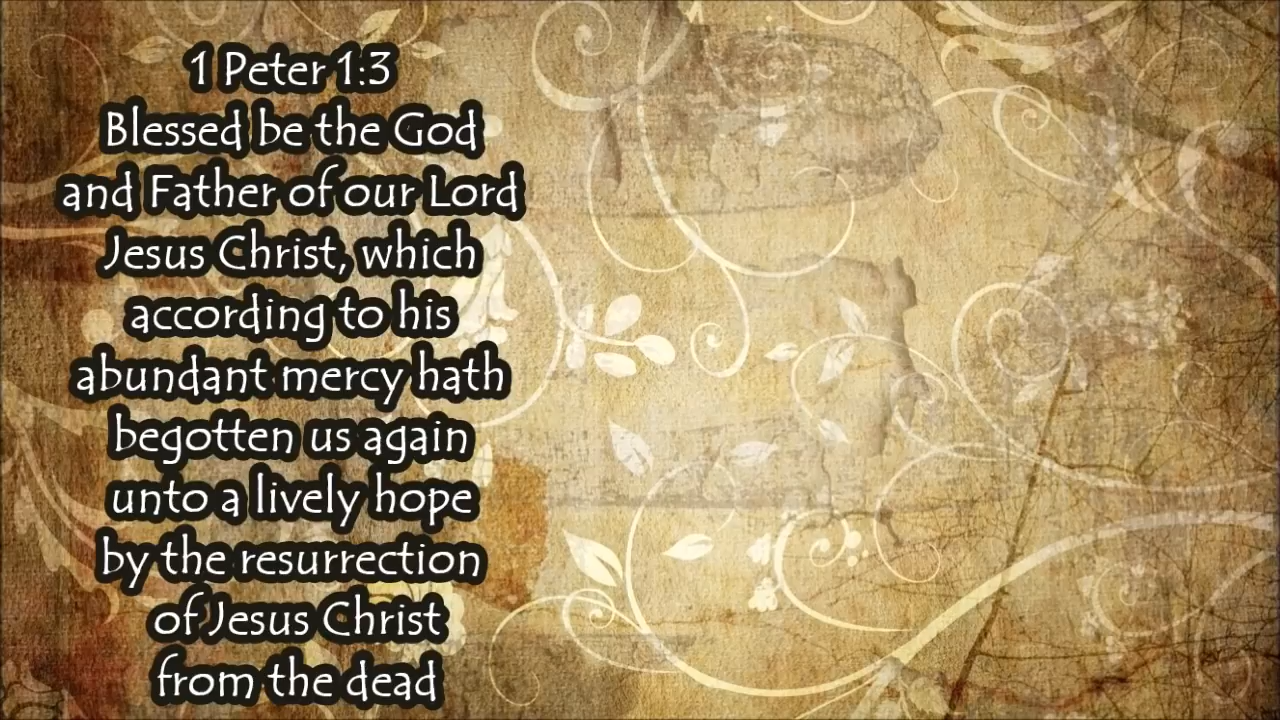 1 Peter 1:3
Blessed be the God
and Father of our Lord
Jesus Christ, which
according to his
abundant mercy hath
begotten us again
unto a lively hope
by the resurrection
of Jesus Christ
from the dead